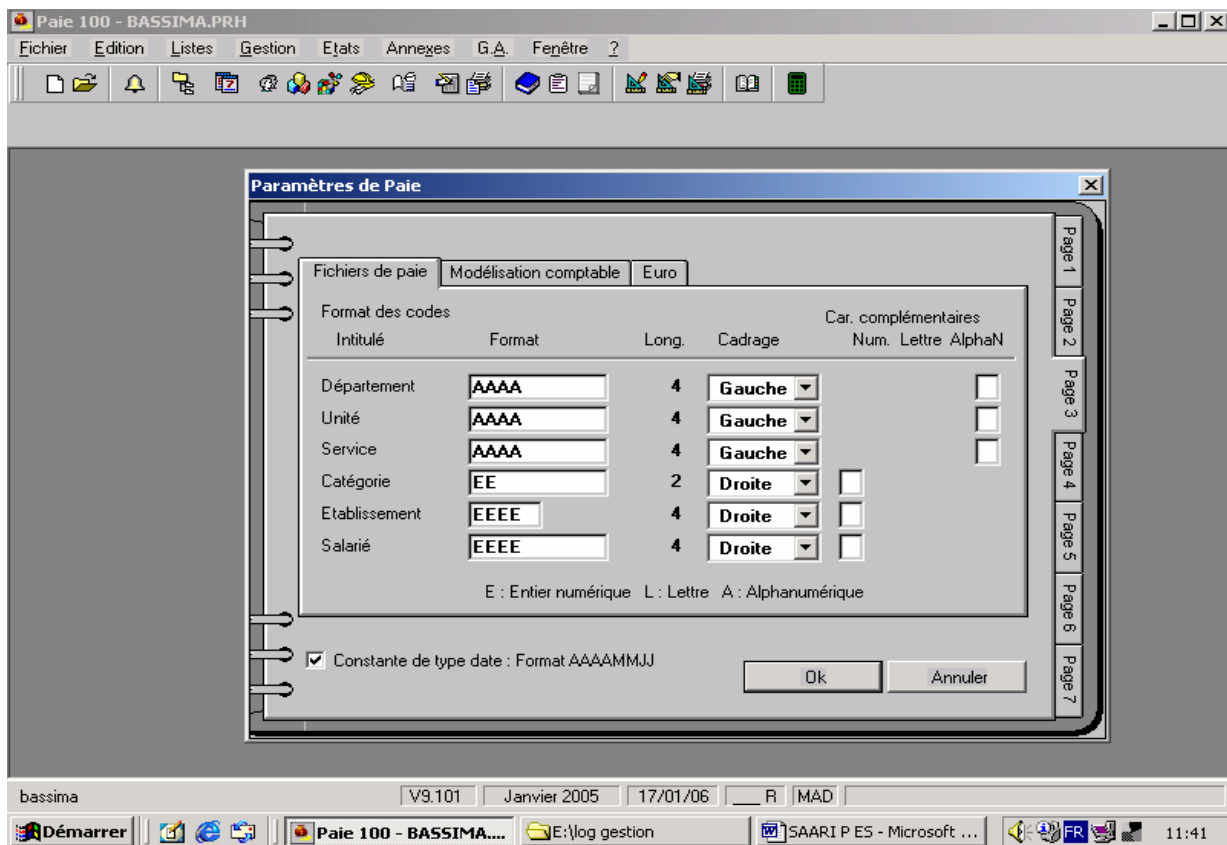 Paie 100 - BASSIMA.PRH
Fichier Edition Listes Gestion Etats Annexes G.A. Fenêtre ?
Paramètres de Paie
Fichiers de paie Modélisation comptable Euro
Format des codes Car. complémentaires
Intitulé Format Long. Cadrage Num. Lettre AlphaN
Département AAAA 4 Gauche
Unité AAAA 4 Gauche
Service AAAA 4 Gauche
Catégorie EE 2 Droite
Etablissement EEEE 4 Droite
Salarié EEEE 4 Droite
E : Entier numérique L : Lettre A : Alphanumérique
Constante de type date : Format AAAAMMJJ
Ok Annuler
Page 1
Page 2
Page 3
Page 4
Page 5
Page 6
Page 7
bassima V9.101 Janvier 2005 17/01/06 ___ R MAD
Démarrer Paie 100 - BASSIMA.... E:\log gestion SAARI P ES - Microsoft ... FR 11:41